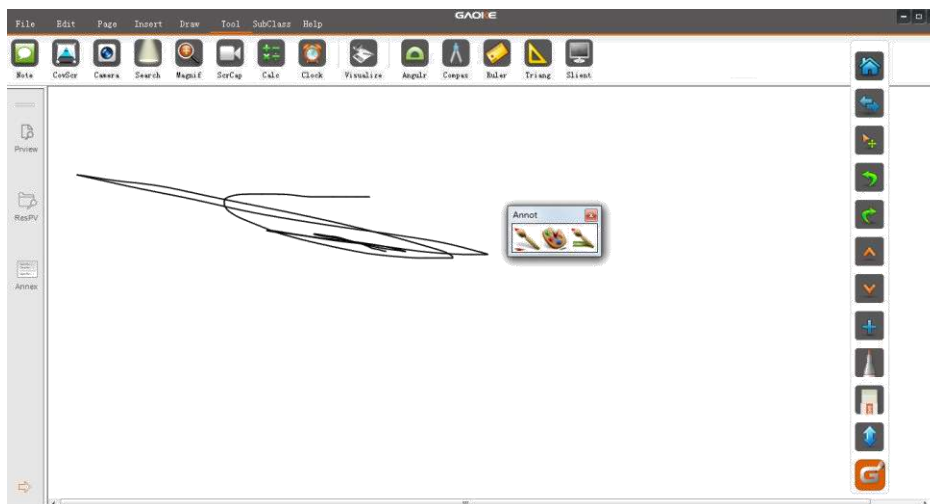 GAOKE
File Edit Page Insert Draw Tool SubClass Help
Note CovScr Camera Search Magnif ScrCap Calc Clock Visualize Angulr Compas Ruler Triang Slient
Prview
ResPV
Annex
Annot